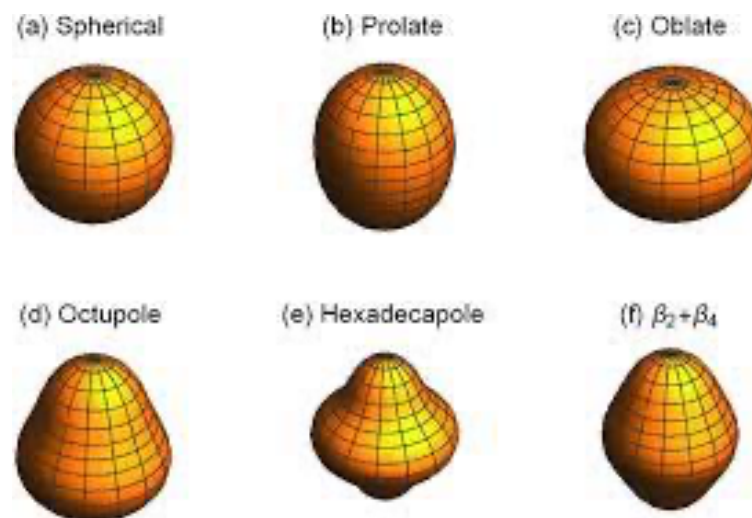 (a) Spherical
(b) Prolate
(c) Oblate
(d) Octupole
(e) Hexadecapole
(f) β₂+β₄